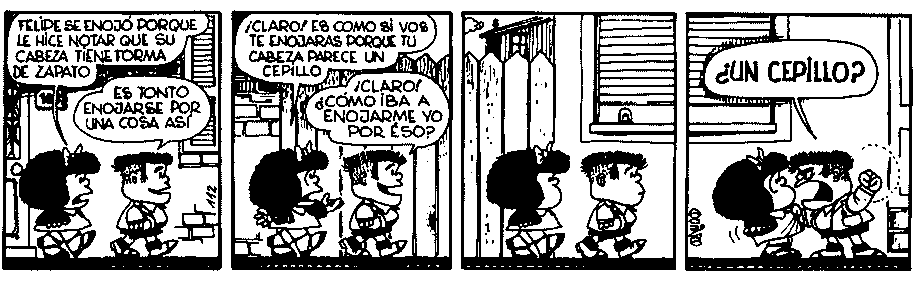 FELIPE SE ENOJÓ PORQUE
LE HICE NOTAR QUE SU
CABEZA TIENE FORMA
DE ZAPATO
ES TONTO
ENOJARSE POR
UNA COSA ASÍ
¡CLARO! ES COMO SI VOS
TE ENOJARAS PORQUE TU
CABEZA PARECE UN
CEPILLO
¡CLARO!
¿CÓMO ÍBA A
ENOJARME YO
POR ÉSO?
¿UN CEPILLO?
112